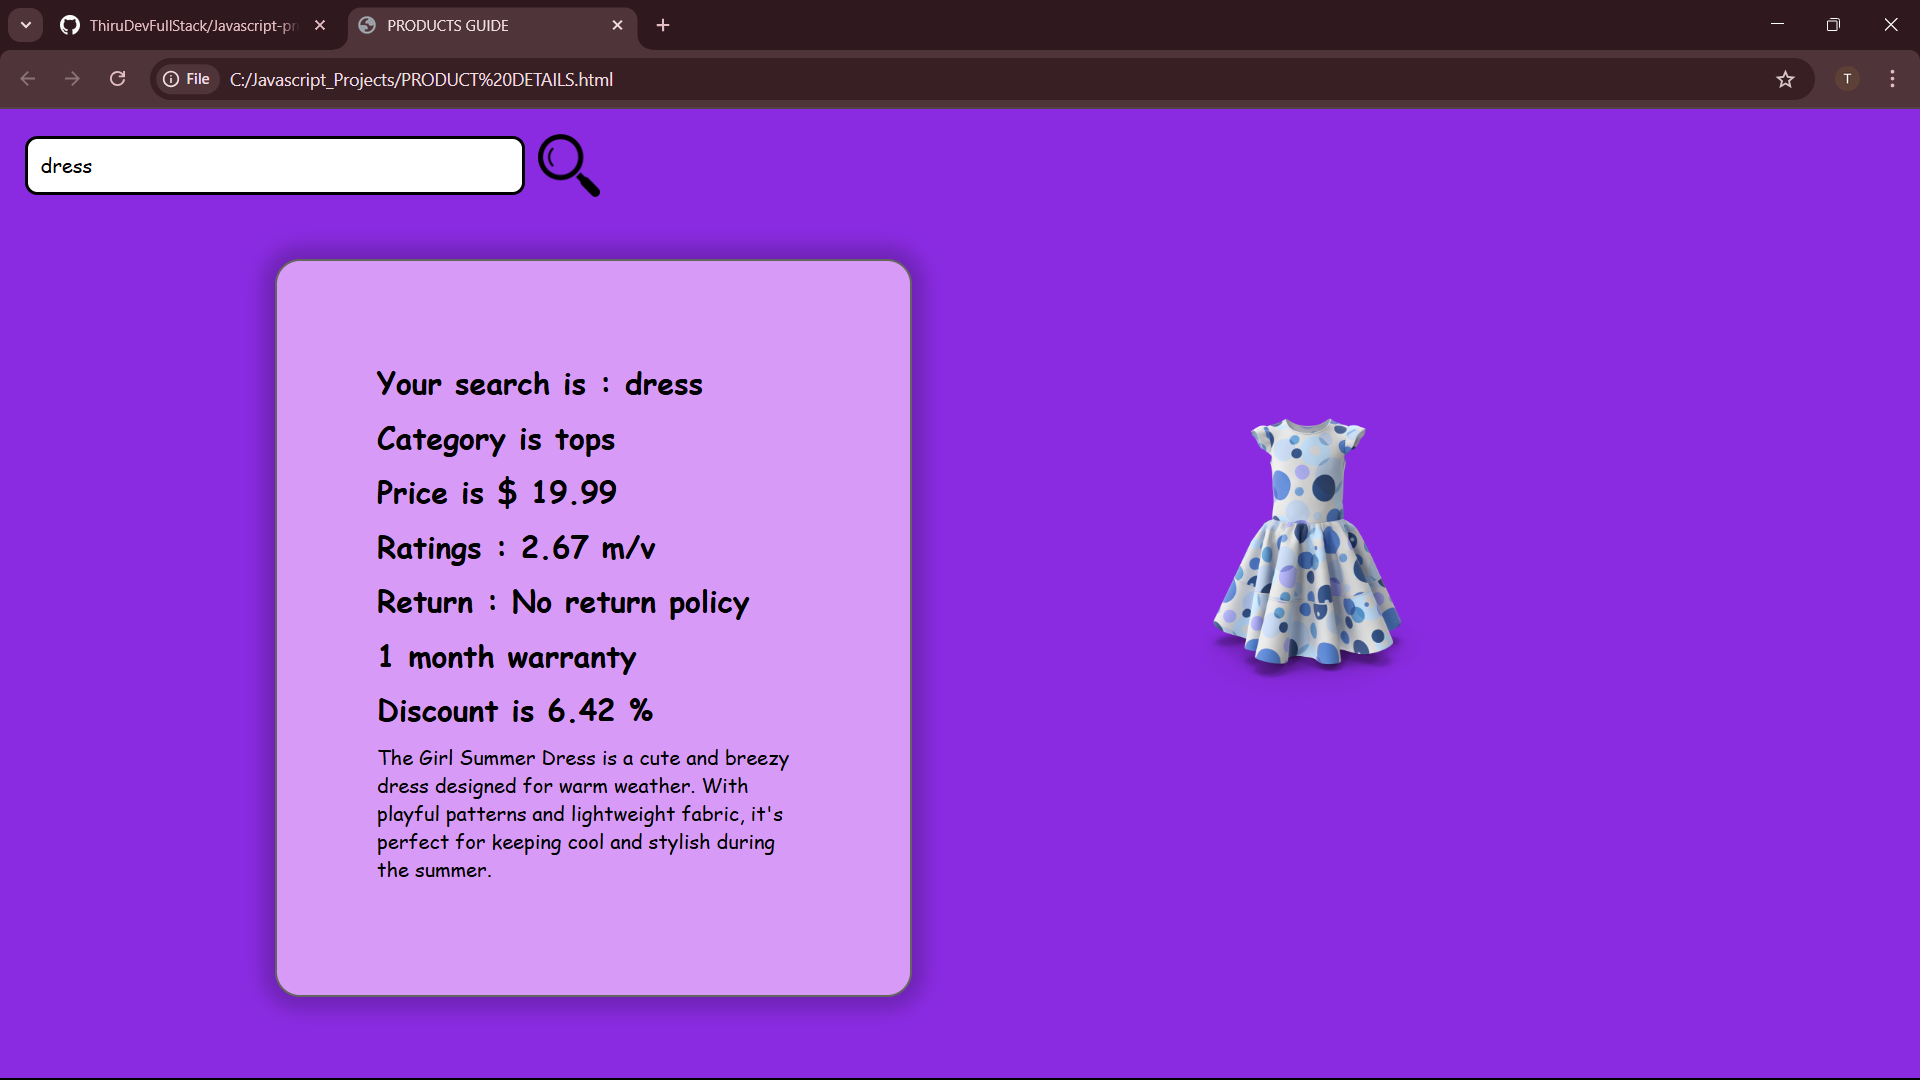 ThiruDevFullStack/Javascript-pr
PRODUCTS GUIDE
File
C:/Javascript_Projects/PRODUCT%20DETAILS.html
T
dress
Your search is : dress
Category is tops
Price is $ 19.99
Ratings : 2.67 m/v
Return : No return policy
1 month warranty
Discount is 6.42 %
The Girl Summer Dress is a cute and breezy
dress designed for warm weather. With
playful patterns and lightweight fabric, it's
perfect for keeping cool and stylish during
the summer.